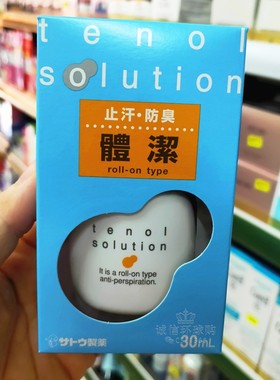 tenol
solution
止汗・防臭
體潔
roll-on type
tenol
solution
It is a roll-on type
anti-perspiration.
サトウ製薬
30mL